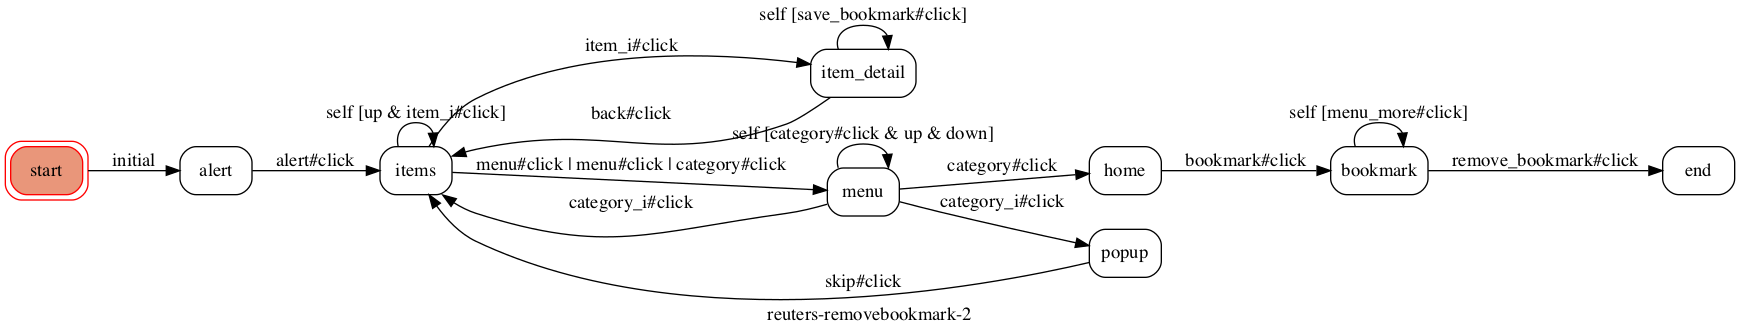 self [save_bookmark#click]
item_i#click
item_detail
self [up & item_i#click]
back#click
self [category#click & up & down]
self [menu_more#click]
start
initial
alert
alert#click
items
menu#click | menu#click | category#click
menu
category#click
home
bookmark#click
bookmark
remove_bookmark#click
end
category_i#click
category_i#click
popup
skip#click
reuters-removebookmark-2